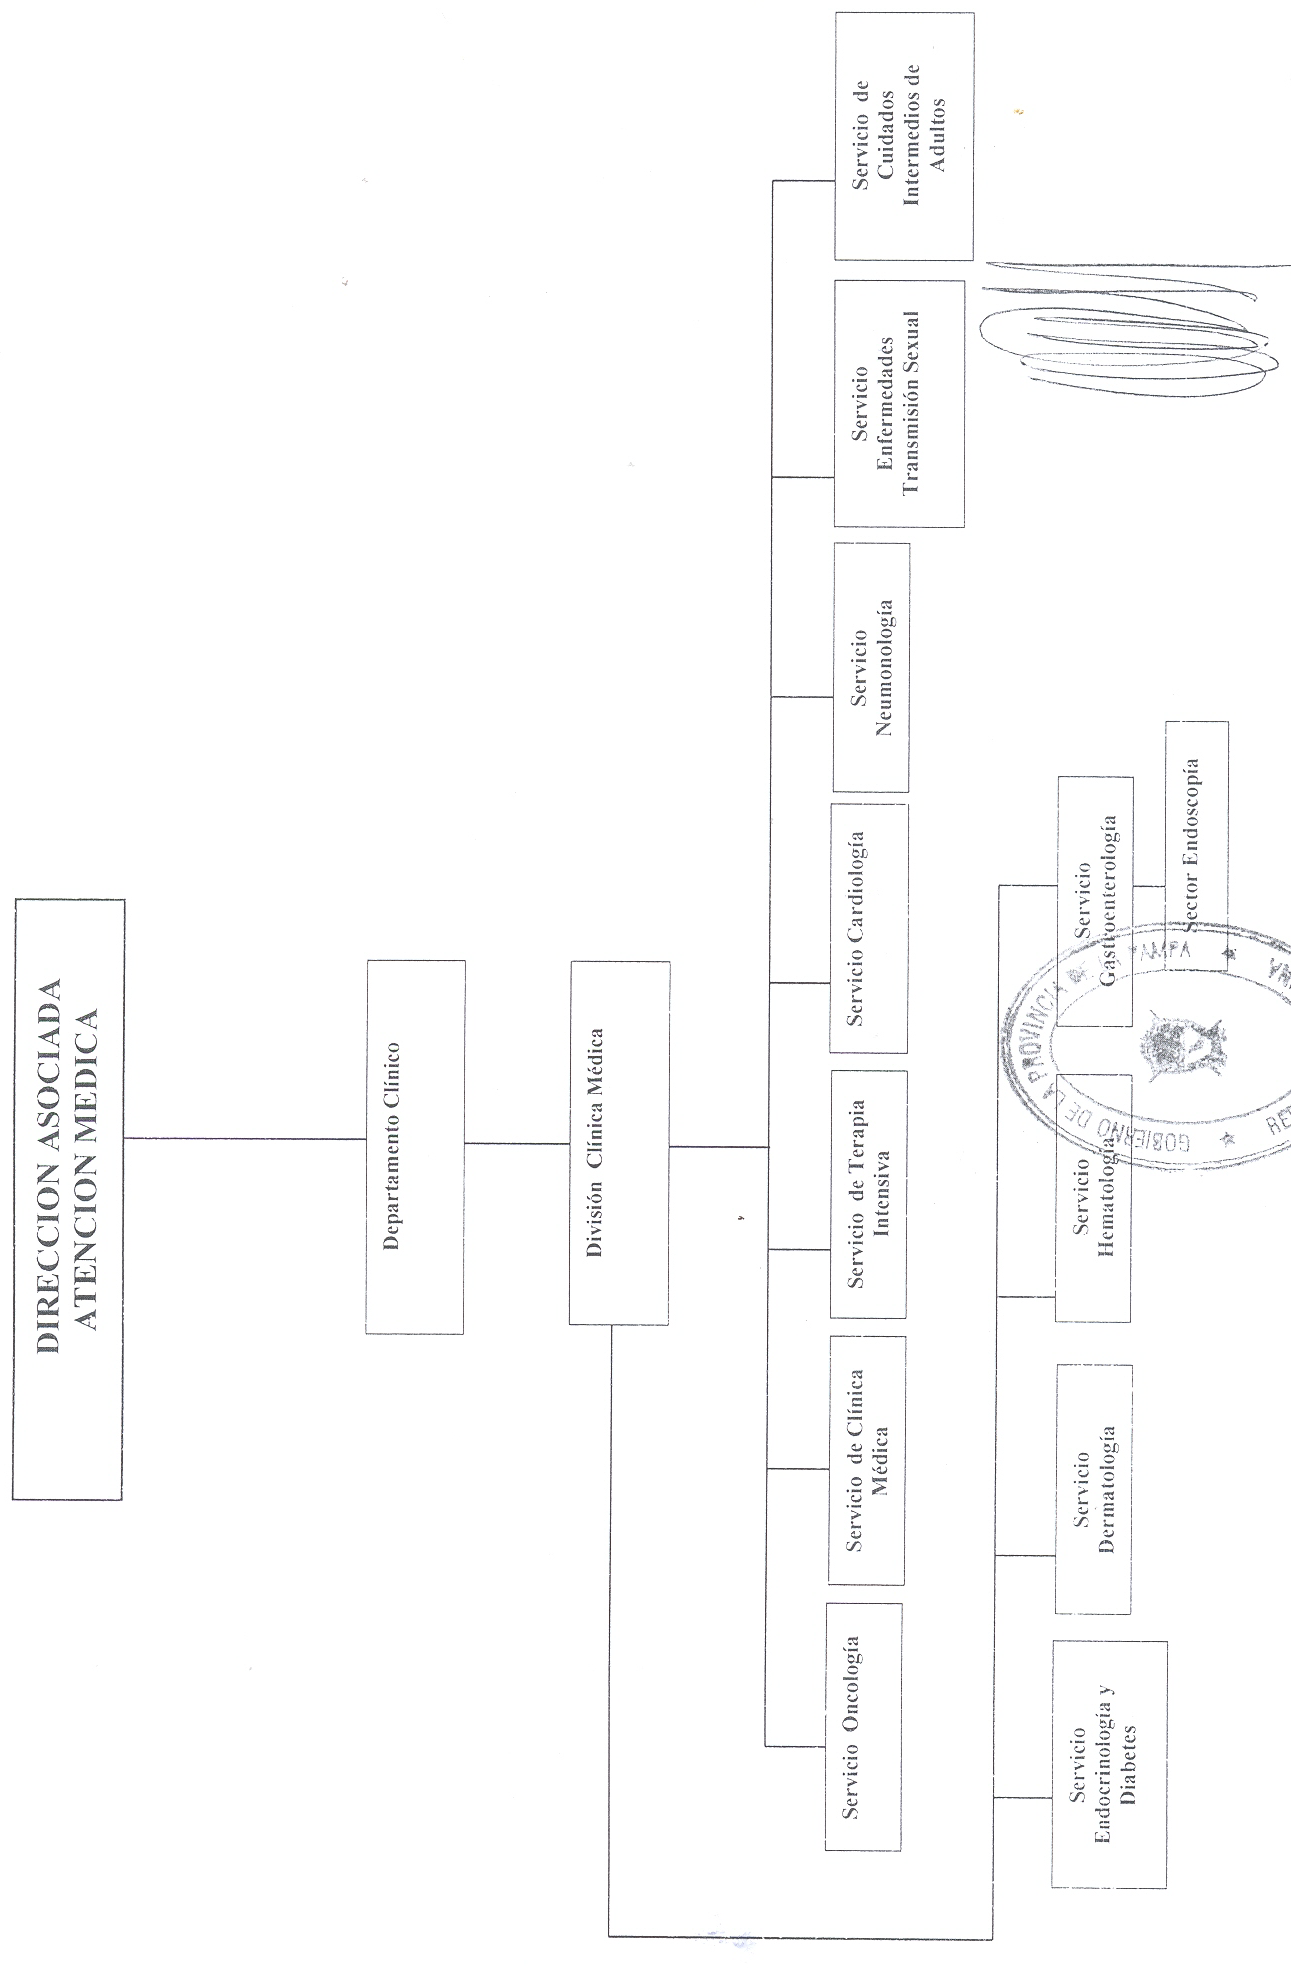 DIRECCION ASOCIADA
ATENCION MEDICA
Departamento Clínico
División Clínica Médica
Servicio Oncología
Servicio de Clínica
Médica
Servicio de Terapia
Intensiva
Servicio Cardiología
Servicio
Neumonología
Servicio
Enfermedades
Transmisión Sexual
Servicio de
Cuidados
Intermedios de
Adultos
Servicio
Endocrinología y
Diabetes
Servicio
Dermatología
Servicio
Hematología
Servicio
Gastroenterología
Sector Endoscopía
GOBIERNO DE LA PROVINCIA DE LA PAMPA